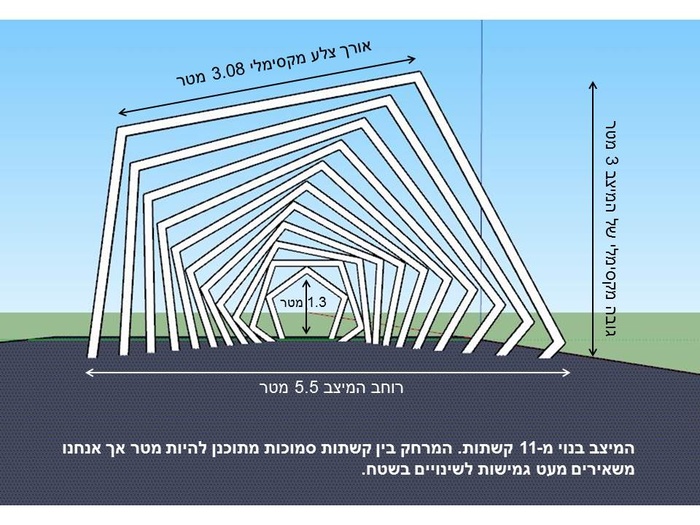 אורך צלע מקסימלי 3.08 מטר
גובה מקסימלי של המיצב 3 מטר
1.3 מטר
רוחב המיצב 5.5 מטר
המיצב בנוי מ-11 קשתות. המרחק בין קשתות סמוכות מתוכנן להיות מטר אך אנחנו
משאירים מעט גמישות לשינויים בשטח.